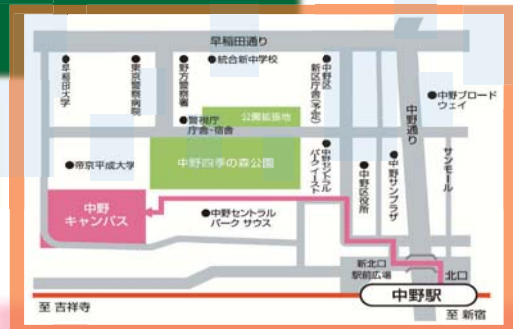 早稲田通り
●早稲田大学
●東京警察病院
●野方警察署
●統合新中学校
●中野区
新区庁舎(予定)
中野通り
●中野ブロード
ウェイ
公園拡張地
●警視庁
庁舎・宿舎
中野四季の森公園
●帝京平成大学
●中野セントラル
パーク イースト
●中野区役所
●中野サンプラザ
サンモール
中野
キャンパス
●中野セントラル
パーク サウス
新北口
駅前広場
北口
中野駅
至 吉祥寺
至 新宿